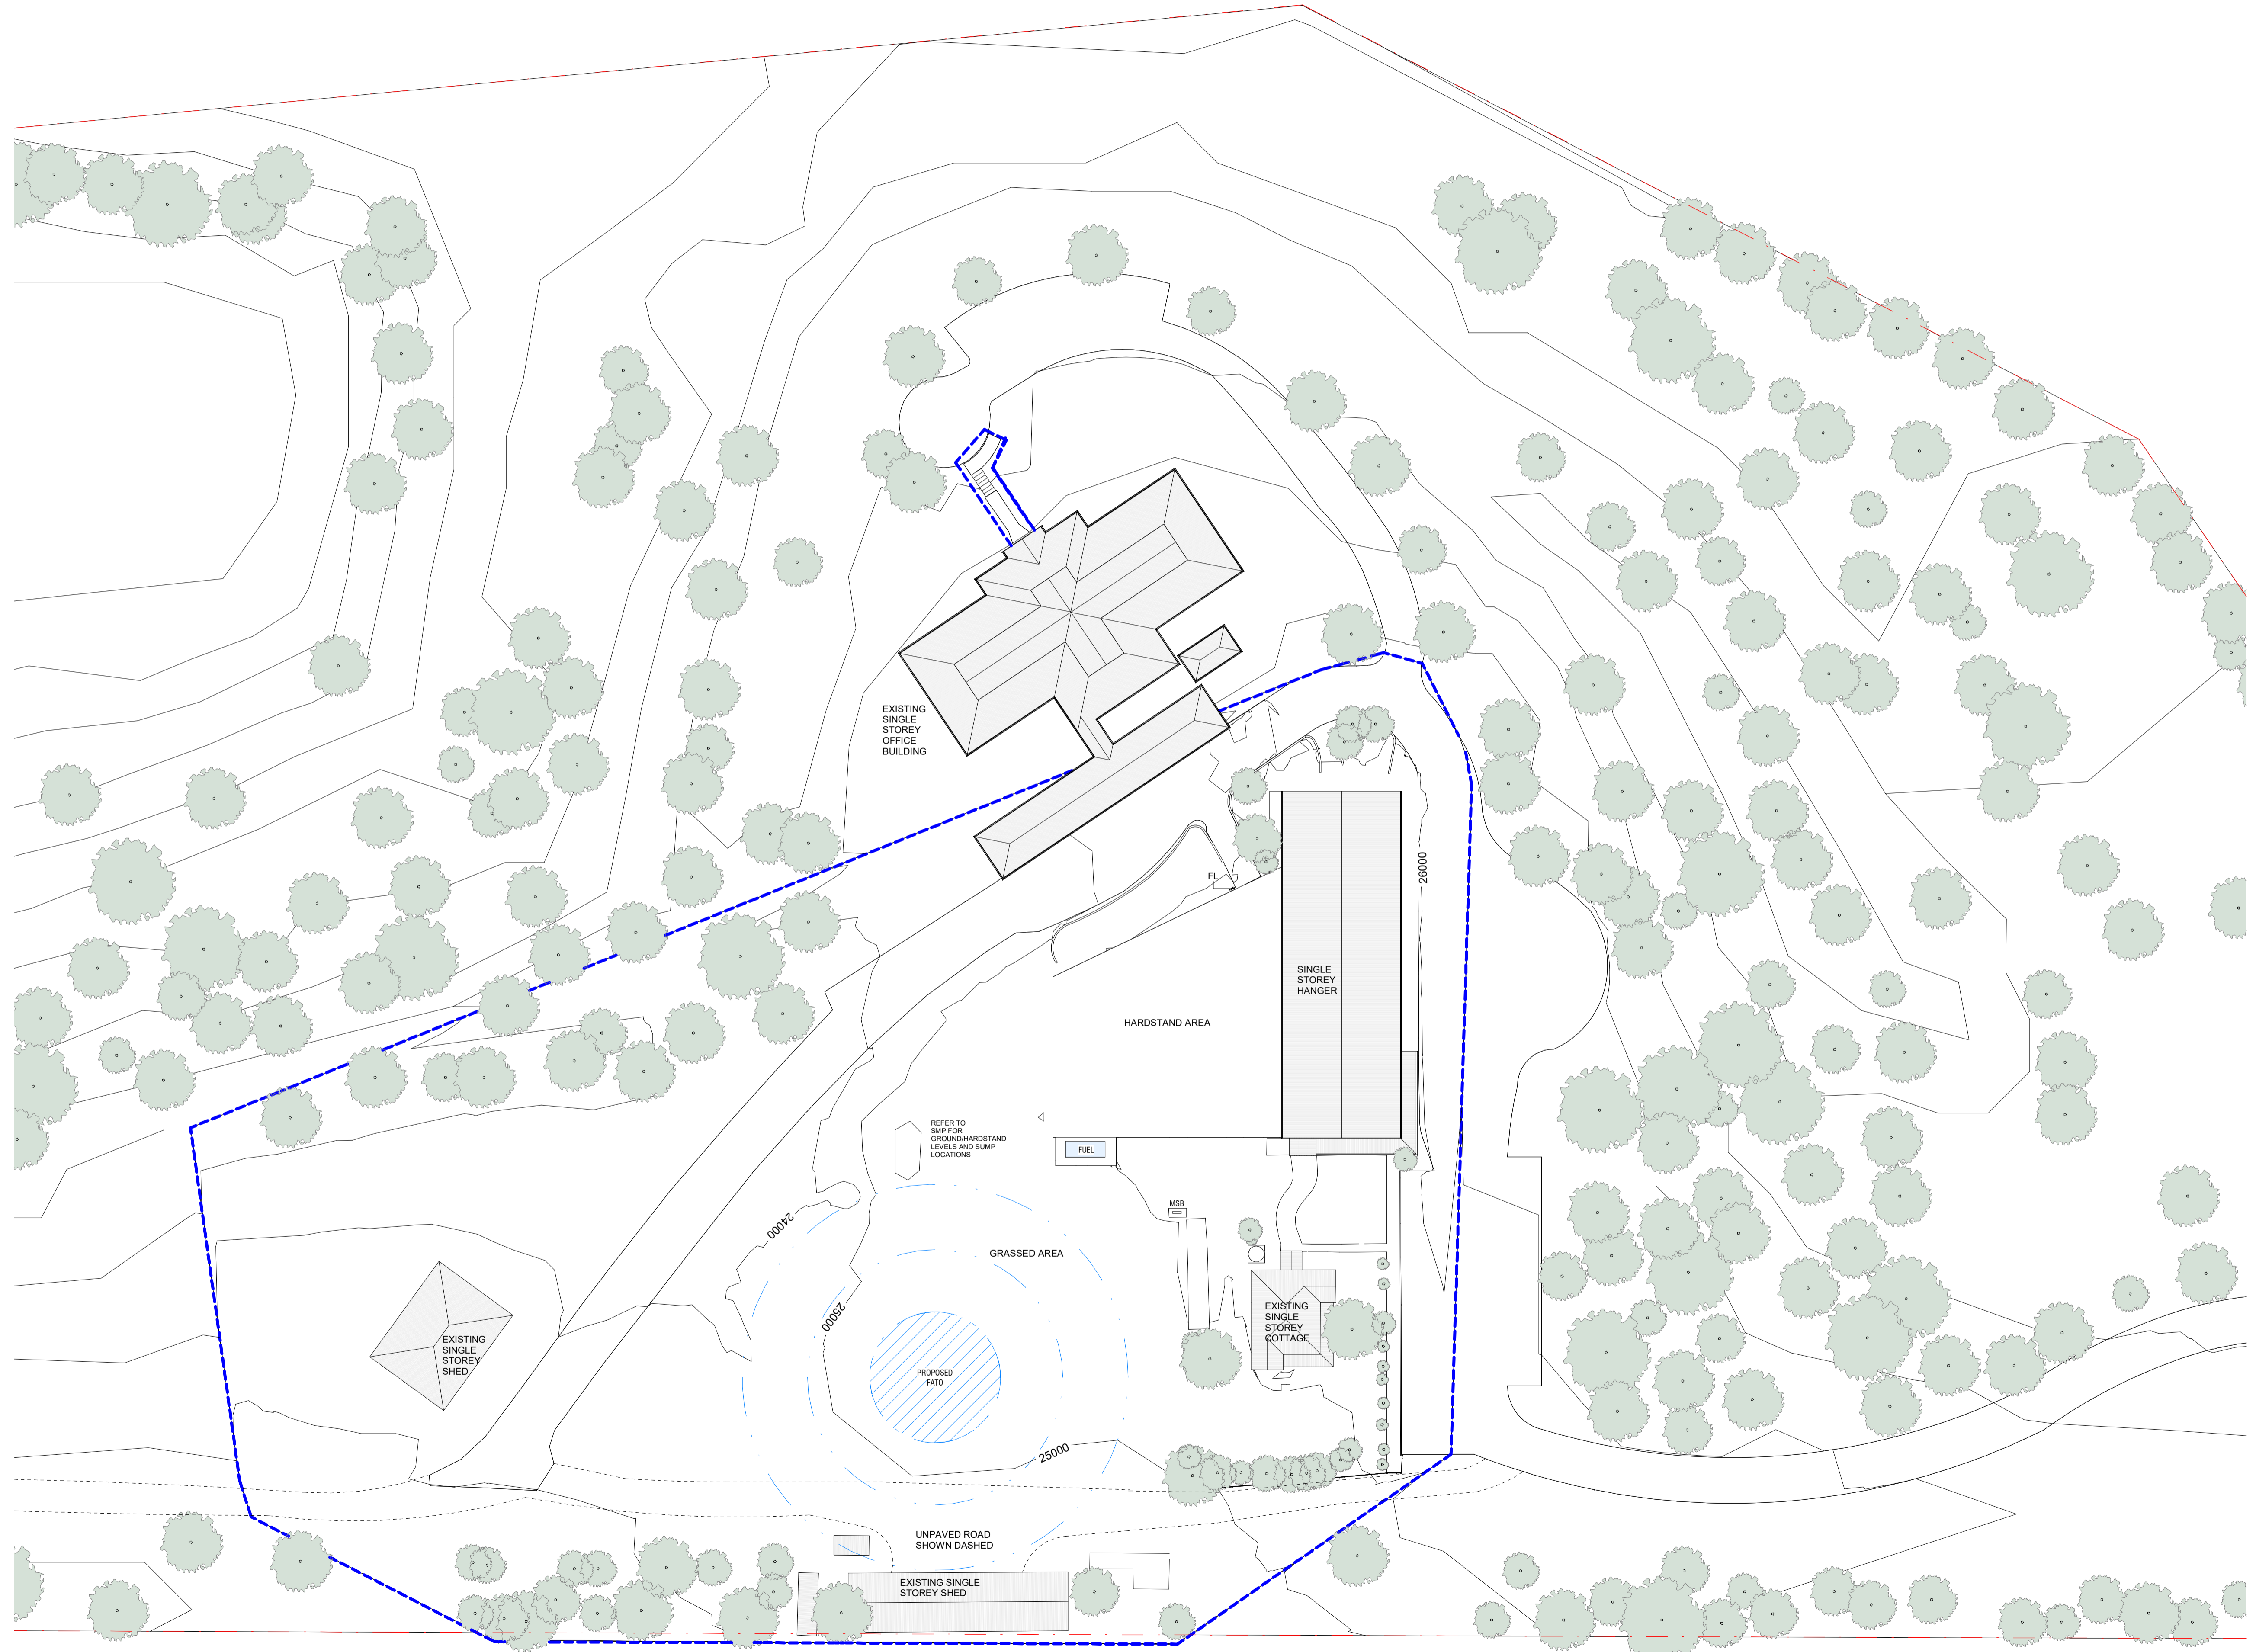 EXISTING
SINGLE
STOREY
OFFICE
BUILDING
FL
26000
SINGLE
STOREY
HANGER
HARDSTAND AREA
REFER TO
SMP FOR
GROUND/HARDSTAND
LEVELS AND SUMP
LOCATIONS
FUEL
MSB
24000
GRASSED AREA
25000
EXISTING
SINGLE
STOREY
COTTAGE
EXISTING
SINGLE
STOREY
SHED
PROPOSED
FATO
25000
UNPAVED ROAD
SHOWN DASHED
EXISTING SINGLE
STOREY SHED